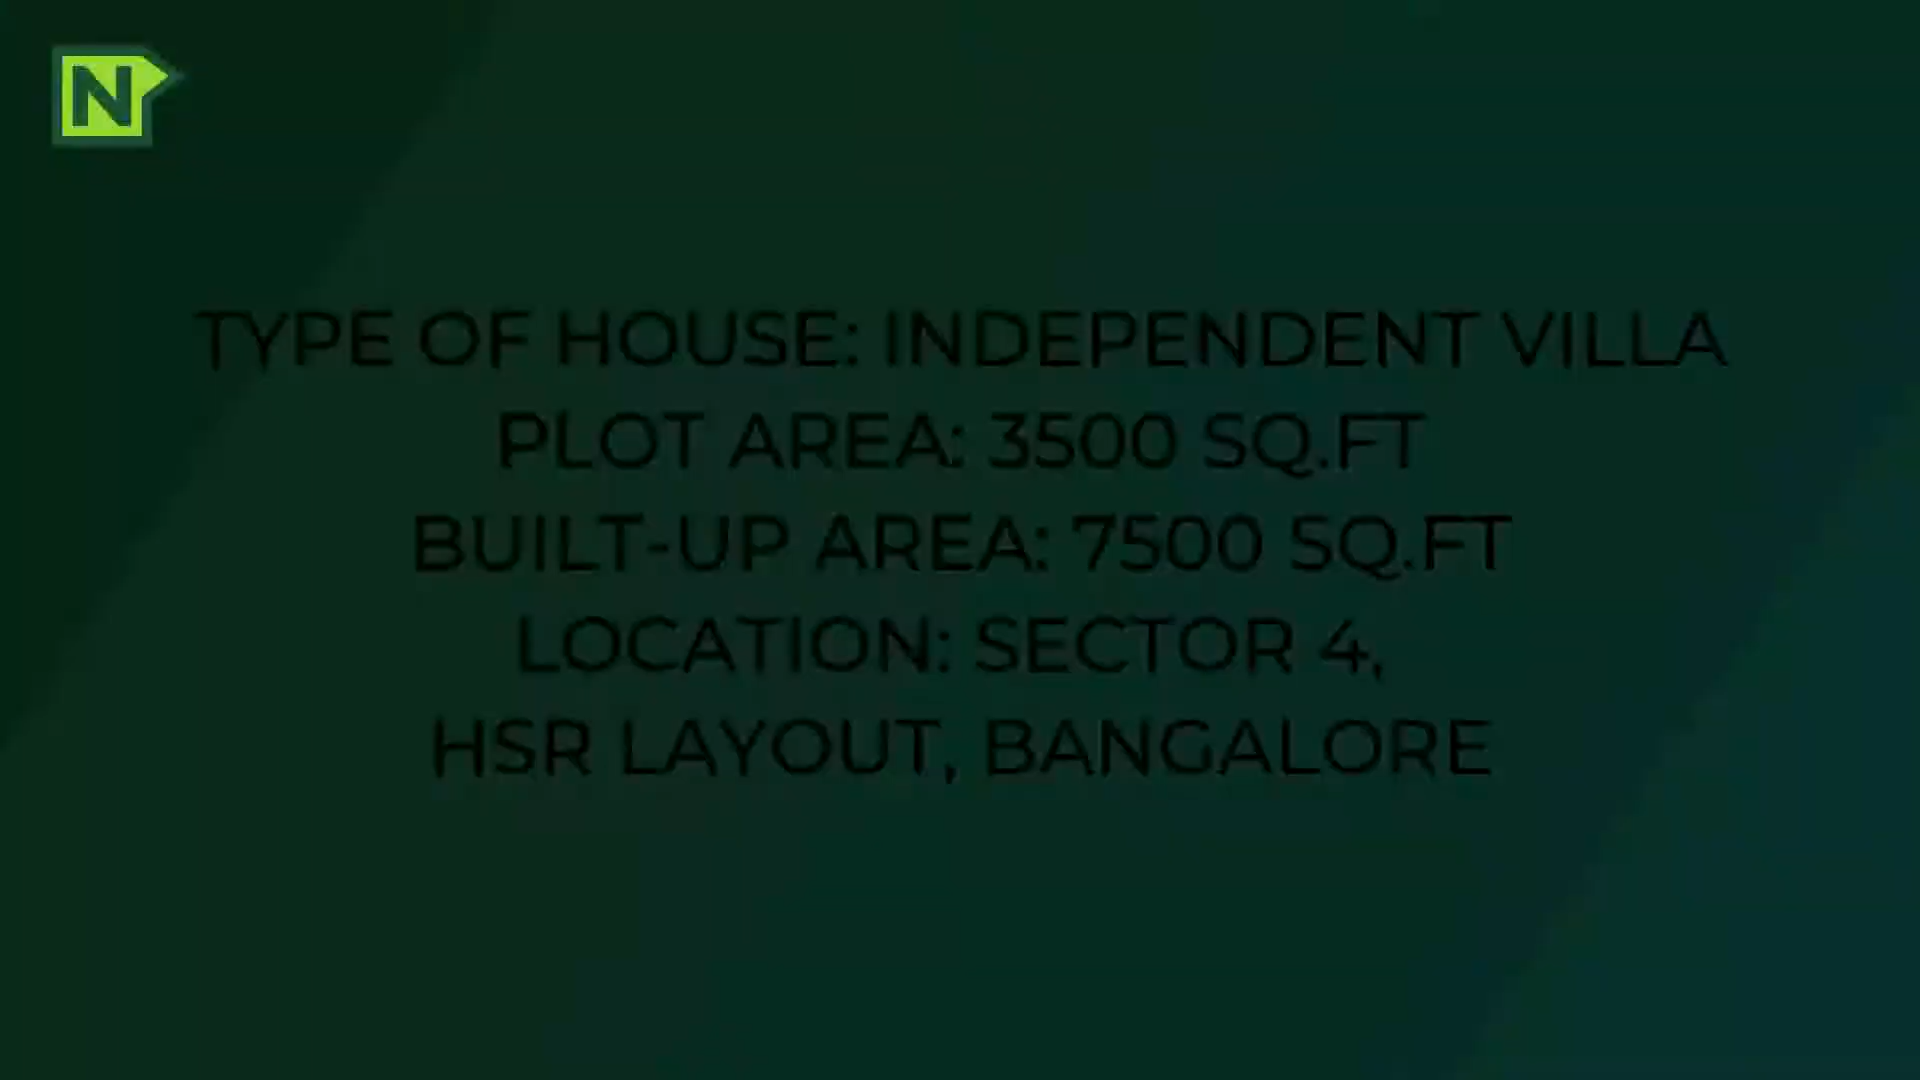 N
TYPE OF HOUSE: INDEPENDENT VILLA
PLOT AREA: 3500 SQ.FT
BUILT-UP AREA: 7500 SQ.FT
LOCATION: SECTOR 4,
HSR LAYOUT, BANGALORE